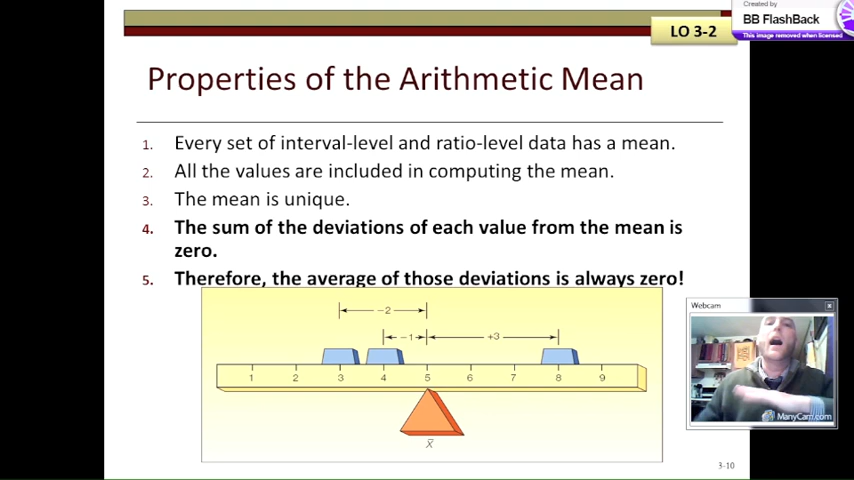 Created by
BB FlashBack
This image removed when licensed
LO 3-2
Properties of the Arithmetic Mean
1. Every set of interval-level and ratio-level data has a mean.
2. All the values are included in computing the mean.
3. The mean is unique.
4. The sum of the deviations of each value from the mean is
zero.
5. Therefore, the average of those deviations is always zero!
−2
−1 +3
1 2 3 4 5 6 7 8 9
X̄
Webcam
ManyCam.com
3-10